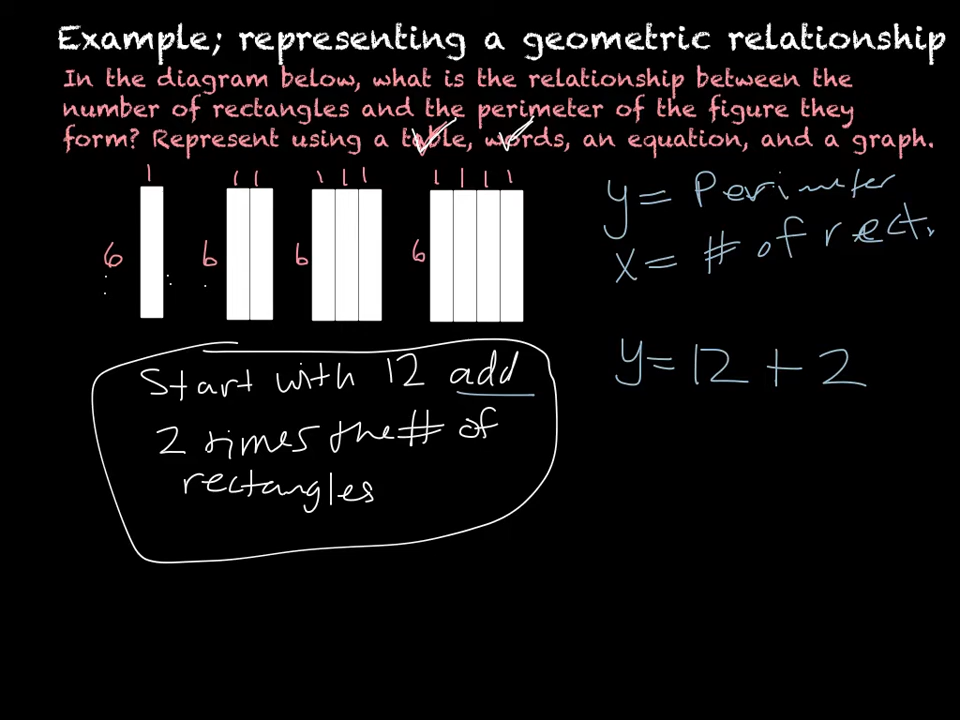 Example; representing a geometric relationship
In the diagram below, what is the relationship between the
number of rectangles and the perimeter of the figure they
form? Represent using a table, words, an equation, and a graph.
1 1 1 1 1 1 1 1 1 1
6 6 6 6
y = Perimeter
x = # of rect.
y = 12 + 2
Start with 12 add
2 times the # of
rectangles